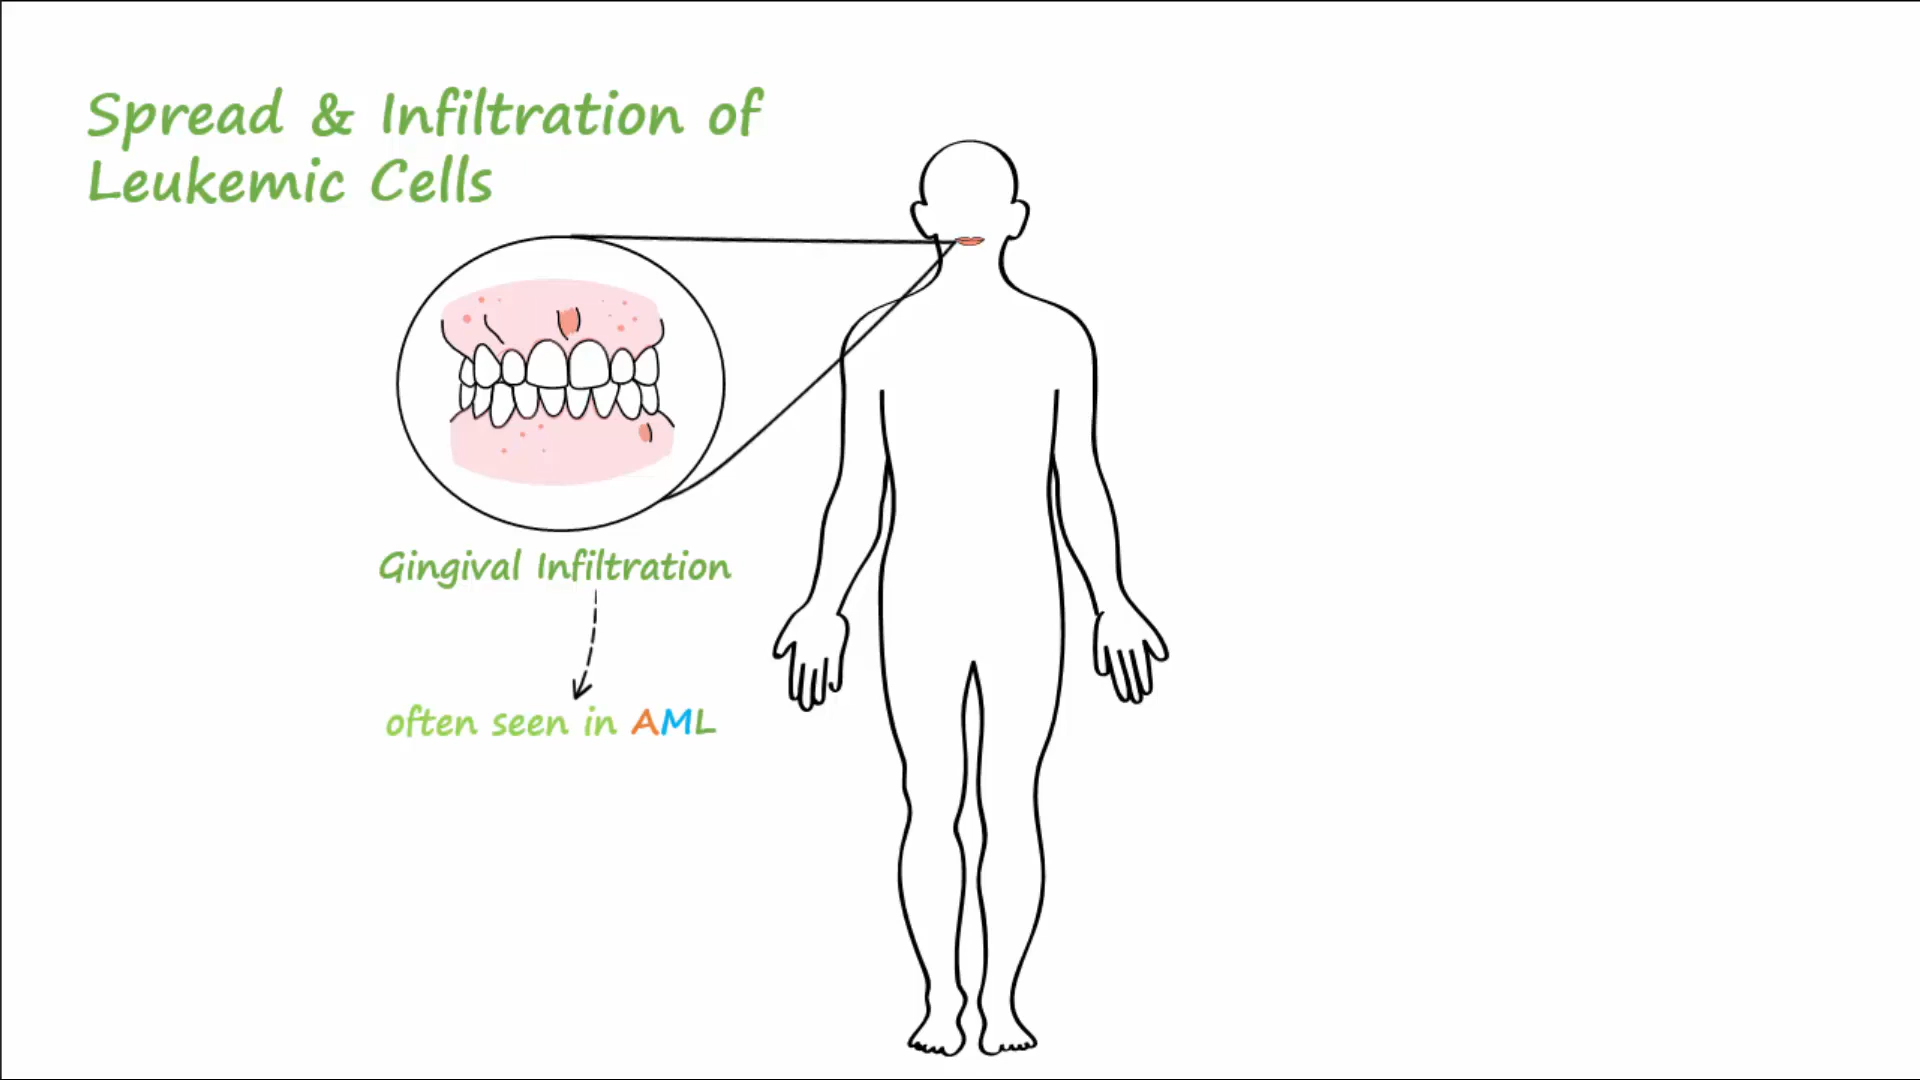 Spread & Infiltration of
Leukemic Cells
Gingival Infiltration
often seen in AML